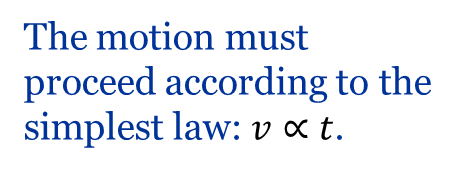 The motion must
proceed according to the
simplest law: v ∝ t.